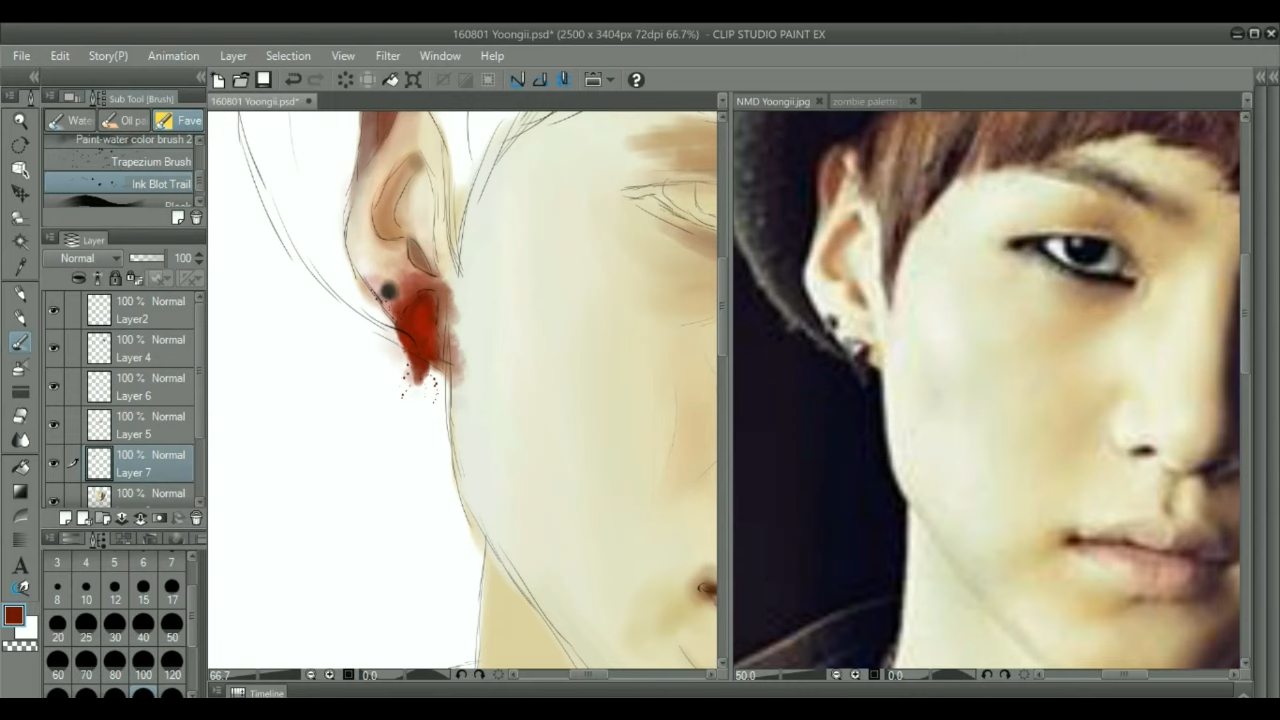 160801 Yoongii.psd* (2500 x 3404px 72dpi 66.7%) - CLIP STUDIO PAINT EX
File Edit Story(P) Animation Layer Selection View Filter Window Help
Sub Tool [Brush]
160801 Yoongii.psd*
NMD Yoongii.jpg
zombie palette
Wate Oil pa Fave
Paint-water color brush 2
Trapezium Brush
Ink Blot Trail
Layer
Normal 100
100 % Normal
Layer2
100 % Normal
Layer 4
100 % Normal
Layer 6
100 % Normal
Layer 5
100 % Normal
Layer 7
100 % Normal
3 4 5 6 7
8 10 12 15 17
20 25 30 40 50
60 70 80 100 120
66.7 0.0
50.0 0.0
Timeline
A